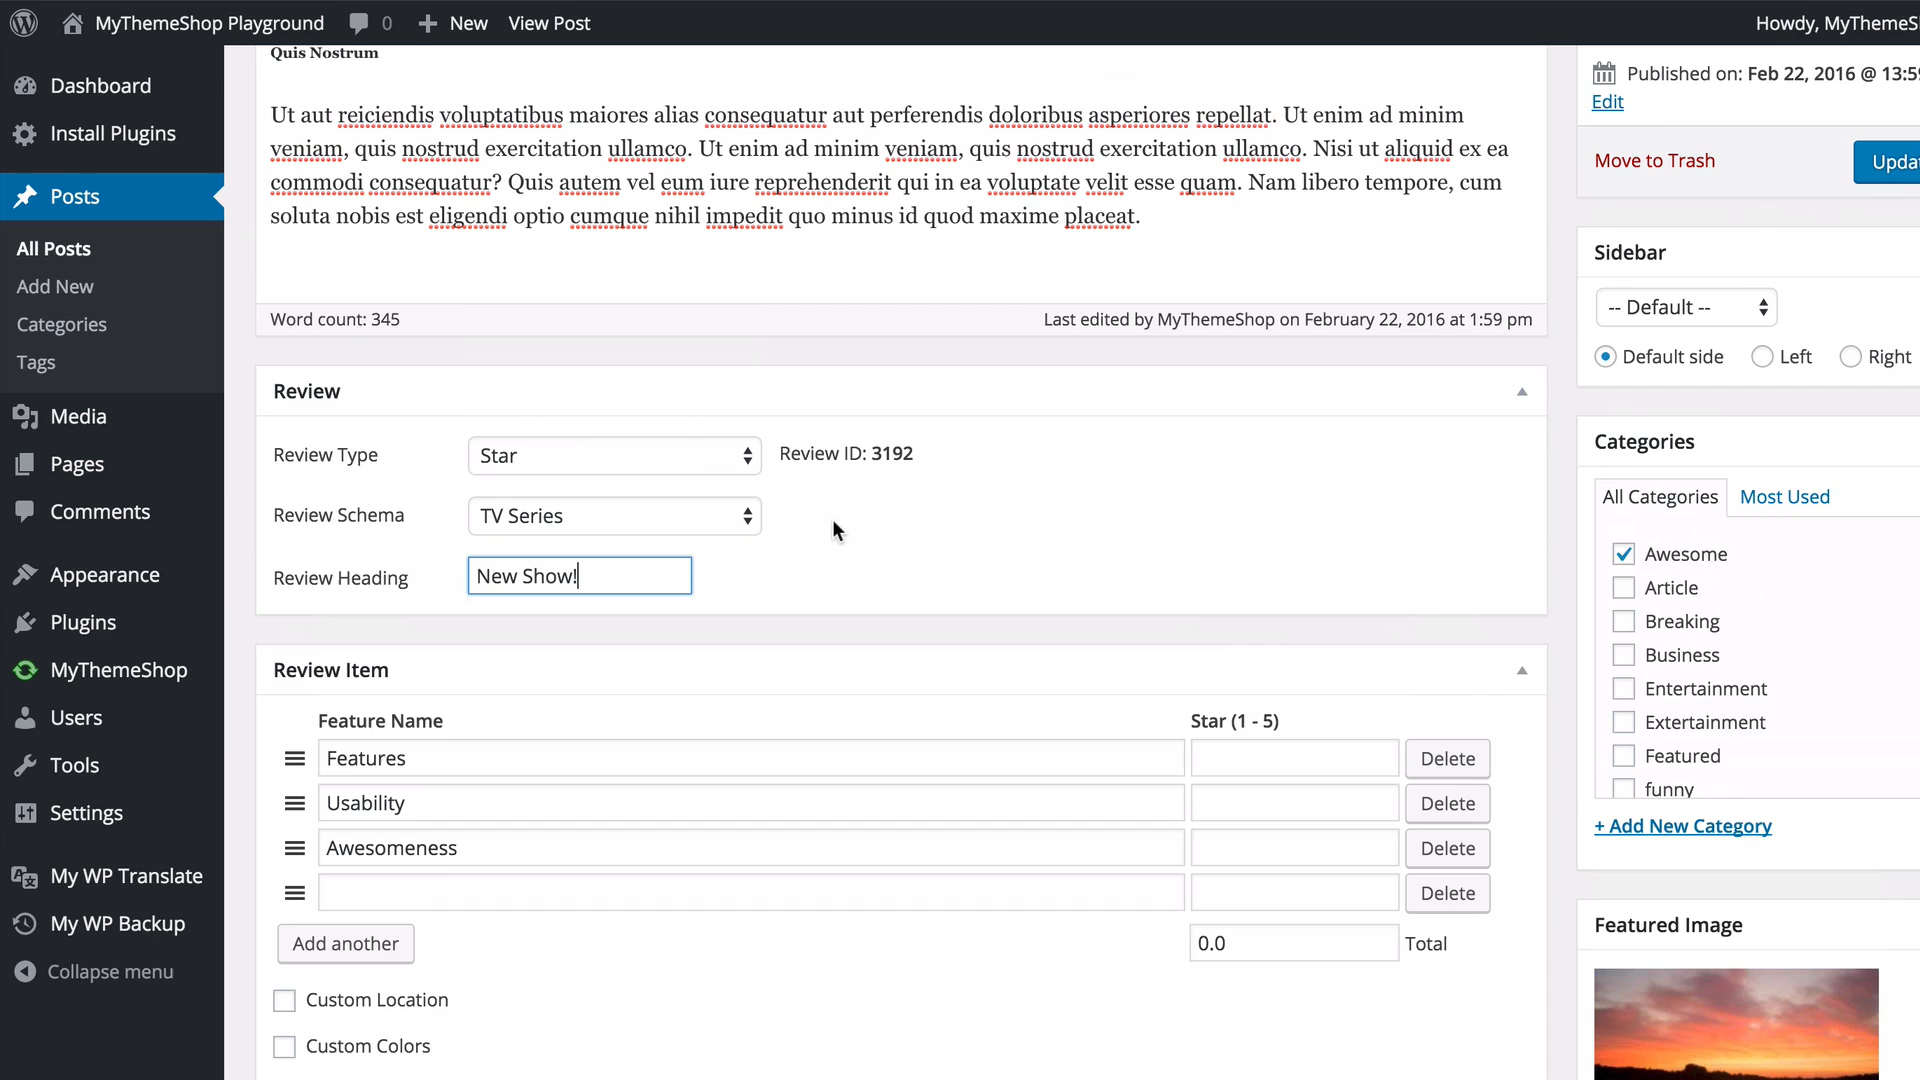 MyThemeShop Playground 0 New View Post Howdy, MyThemeS
Dashboard
Install Plugins
Posts
All Posts
Add New
Categories
Tags
Media
Pages
Comments
Appearance
Plugins
MyThemeShop
Users
Tools
Settings
My WP Translate
My WP Backup
Collapse menu
Quis Nostrum
Ut aut reiciendis voluptatibus maiores alias consequatur aut perferendis doloribus asperiores repellat. Ut enim ad minim
veniam, quis nostrud exercitation ullamco. Ut enim ad minim veniam, quis nostrud exercitation ullamco. Nisi ut aliquid ex ea
commodi consequatur? Quis autem vel eum iure reprehenderit qui in ea voluptate velit esse quam. Nam libero tempore, cum
soluta nobis est eligendi optio cumque nihil impedit quo minus id quod maxime placeat.
Word count: 345 Last edited by MyThemeShop on February 22, 2016 at 1:59 pm
Review
Review Type Star Review ID: 3192
Review Schema TV Series
Review Heading New Show!
Review Item
Feature Name Star (1 - 5)
Features Delete
Usability Delete
Awesomeness Delete
Delete
Add another 0.0 Total
Custom Location
Custom Colors
Published on: Feb 22, 2016 @ 13:59
Edit
Move to Trash Updat
Sidebar
-- Default --
Default side Left Right
Categories
All Categories Most Used
Awesome
Article
Breaking
Business
Entertainment
Extertainment
Featured
funny
+ Add New Category
Featured Image